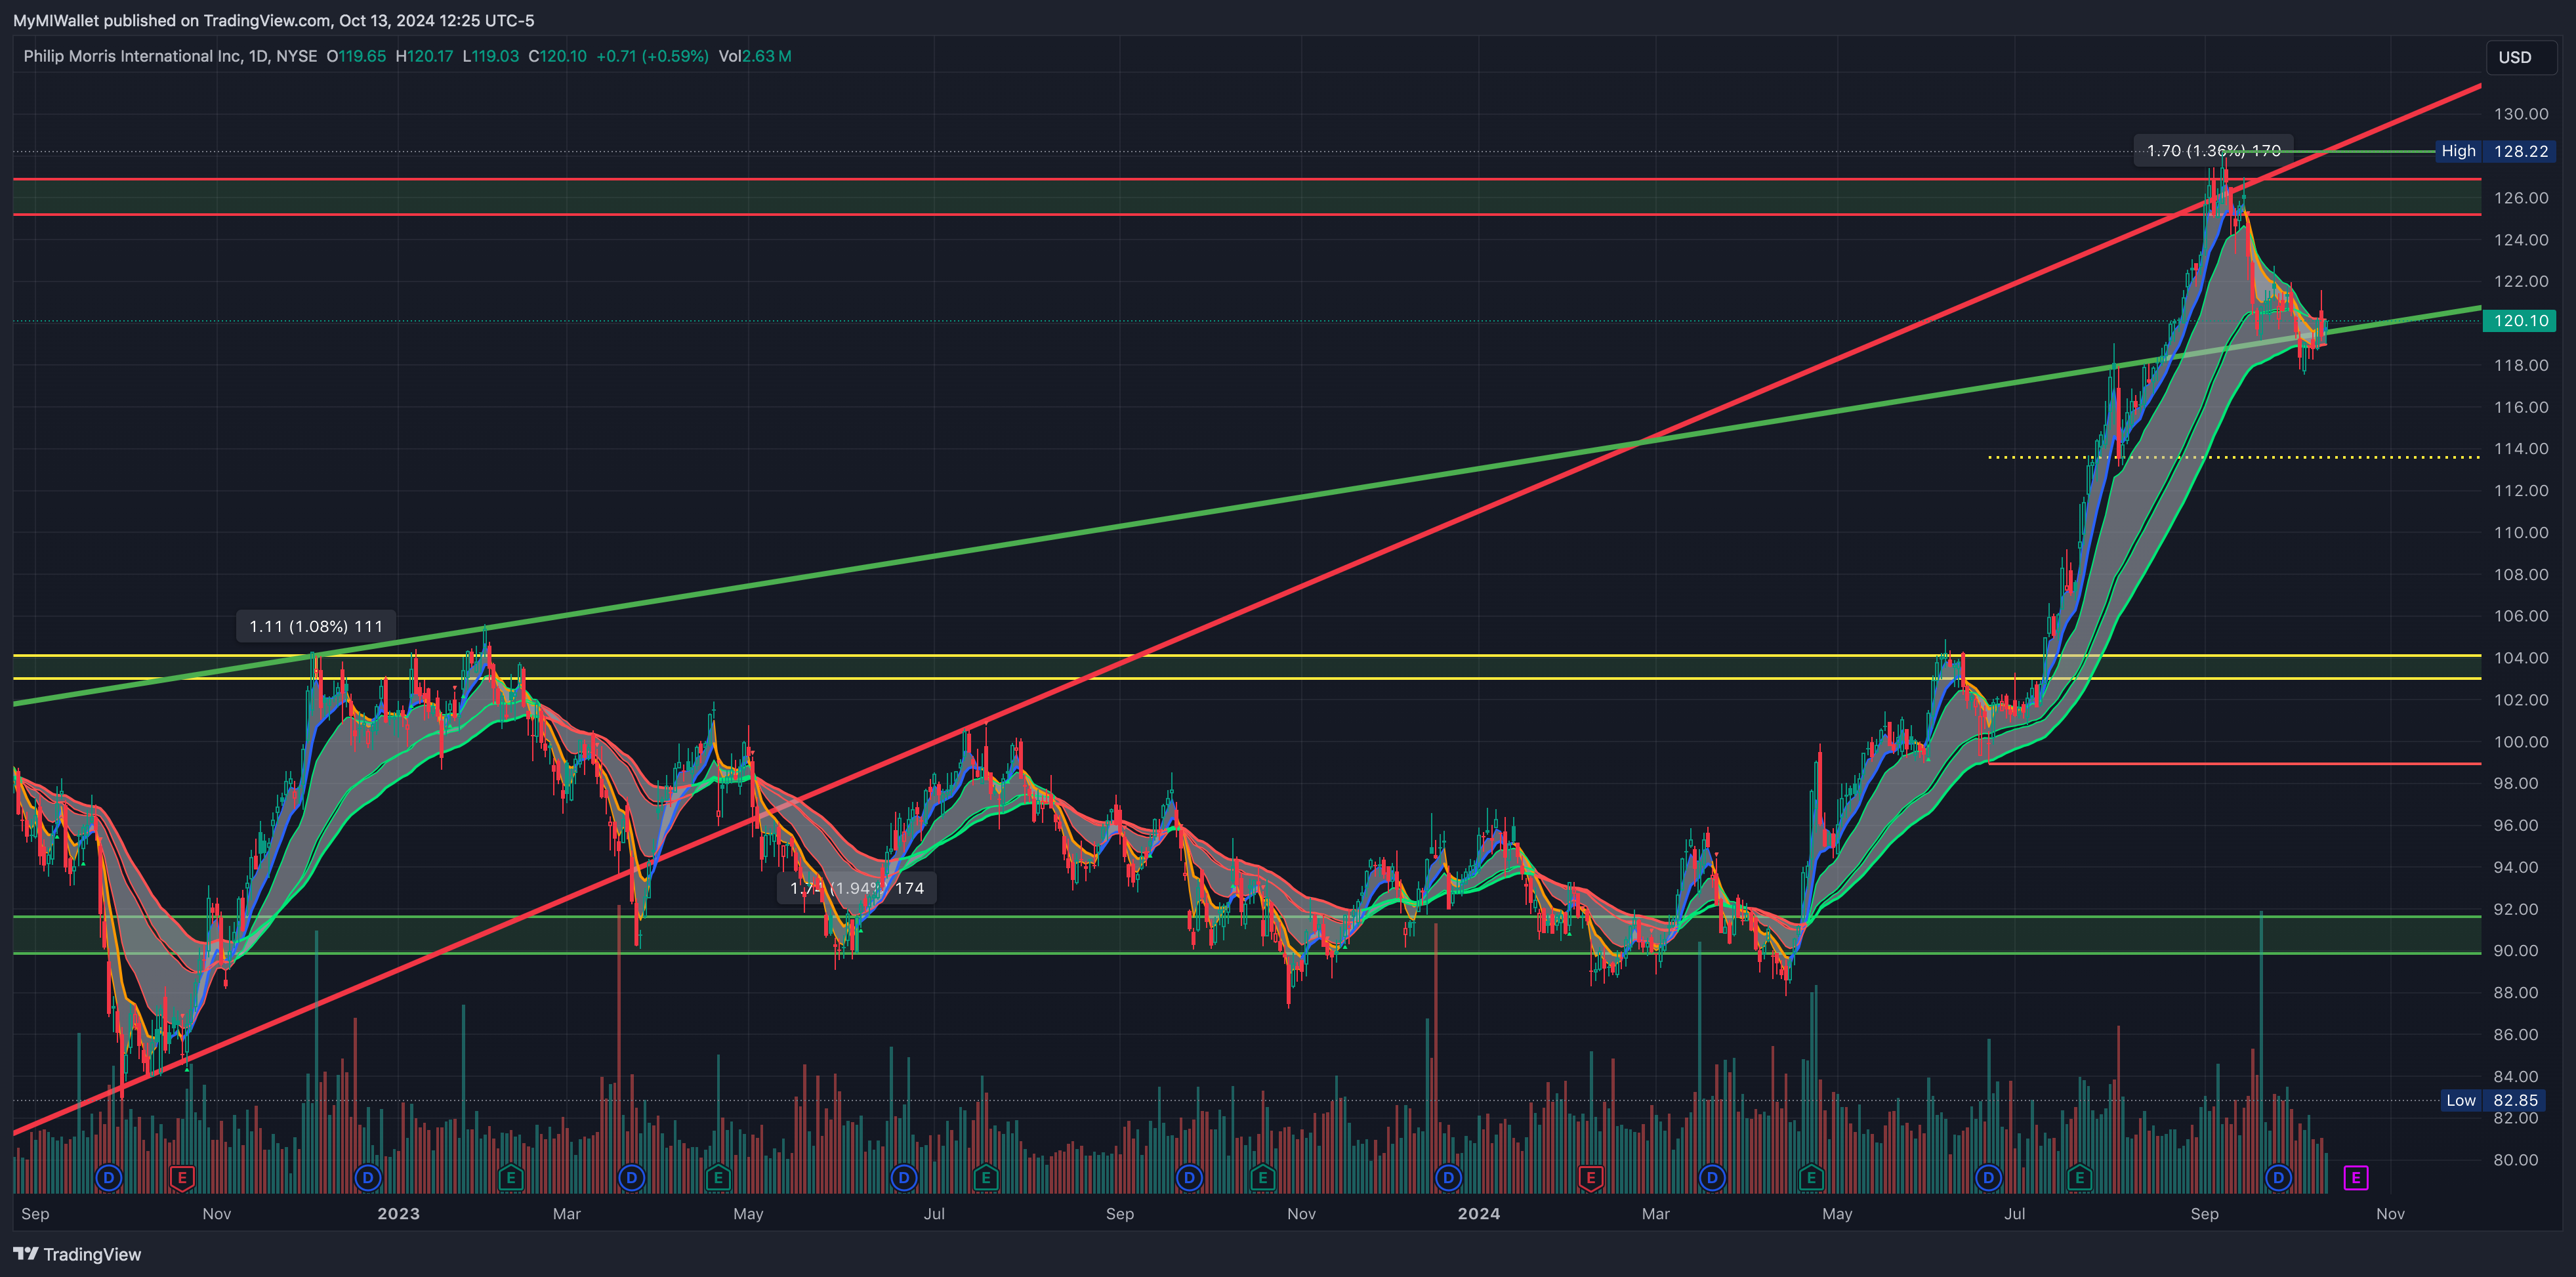 MyMIWallet published on TradingView.com, Oct 13, 2024 12:25 UTC-5
Philip Morris International Inc, 1D, NYSE O119.65 H120.17 L119.03 C120.10 +0.71 (+0.59%) Vol2.63 M
USD
130.00
1.70 (1.36%) 170
High 128.22
126.00
124.00
122.00
120.10
118.00
116.00
114.00
112.00
110.00
108.00
106.00
1.11 (1.08%) 111
104.00
102.00
100.00
98.00
96.00
94.00
1.74 (1.94%) 174
92.00
90.00
88.00
86.00
84.00
Low 82.85
82.00
80.00
D E D E D E D E D E D E D E D E D E
Sep Nov 2023 Mar May Jul Sep Nov 2024 Mar May Jul Sep Nov
TradingView